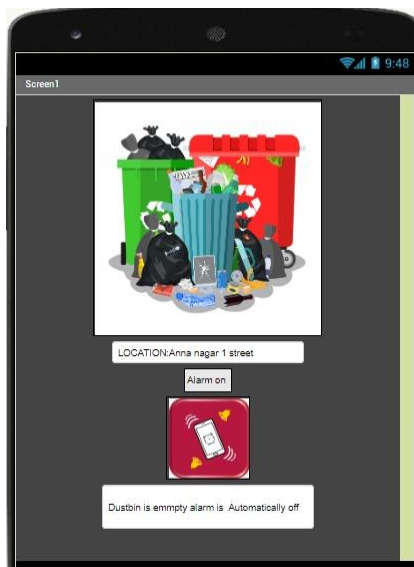 9:48
Screen1
LOCATION:Anna nagar 1 street
Alarm on
Dustbin is emmpty alarm is Automatically off